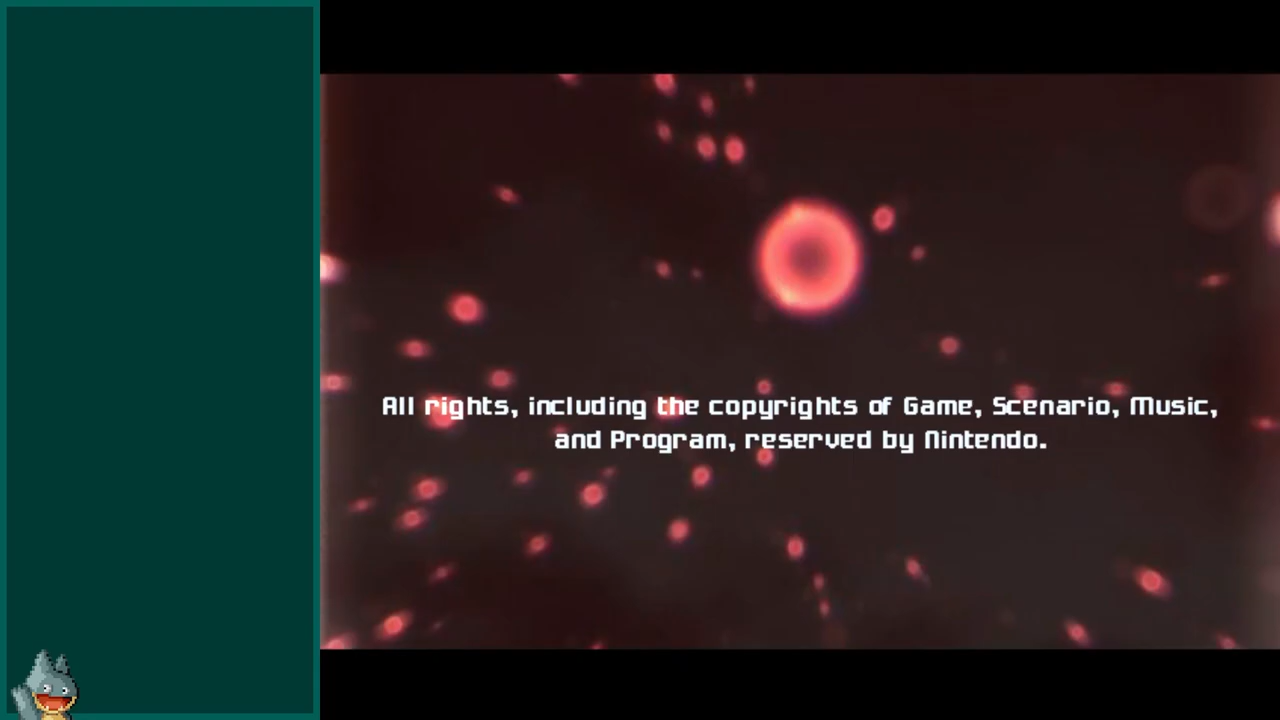 All rights, including the copyrights of Game, Scenario, Music,
and Program, reserved by Nintendo.